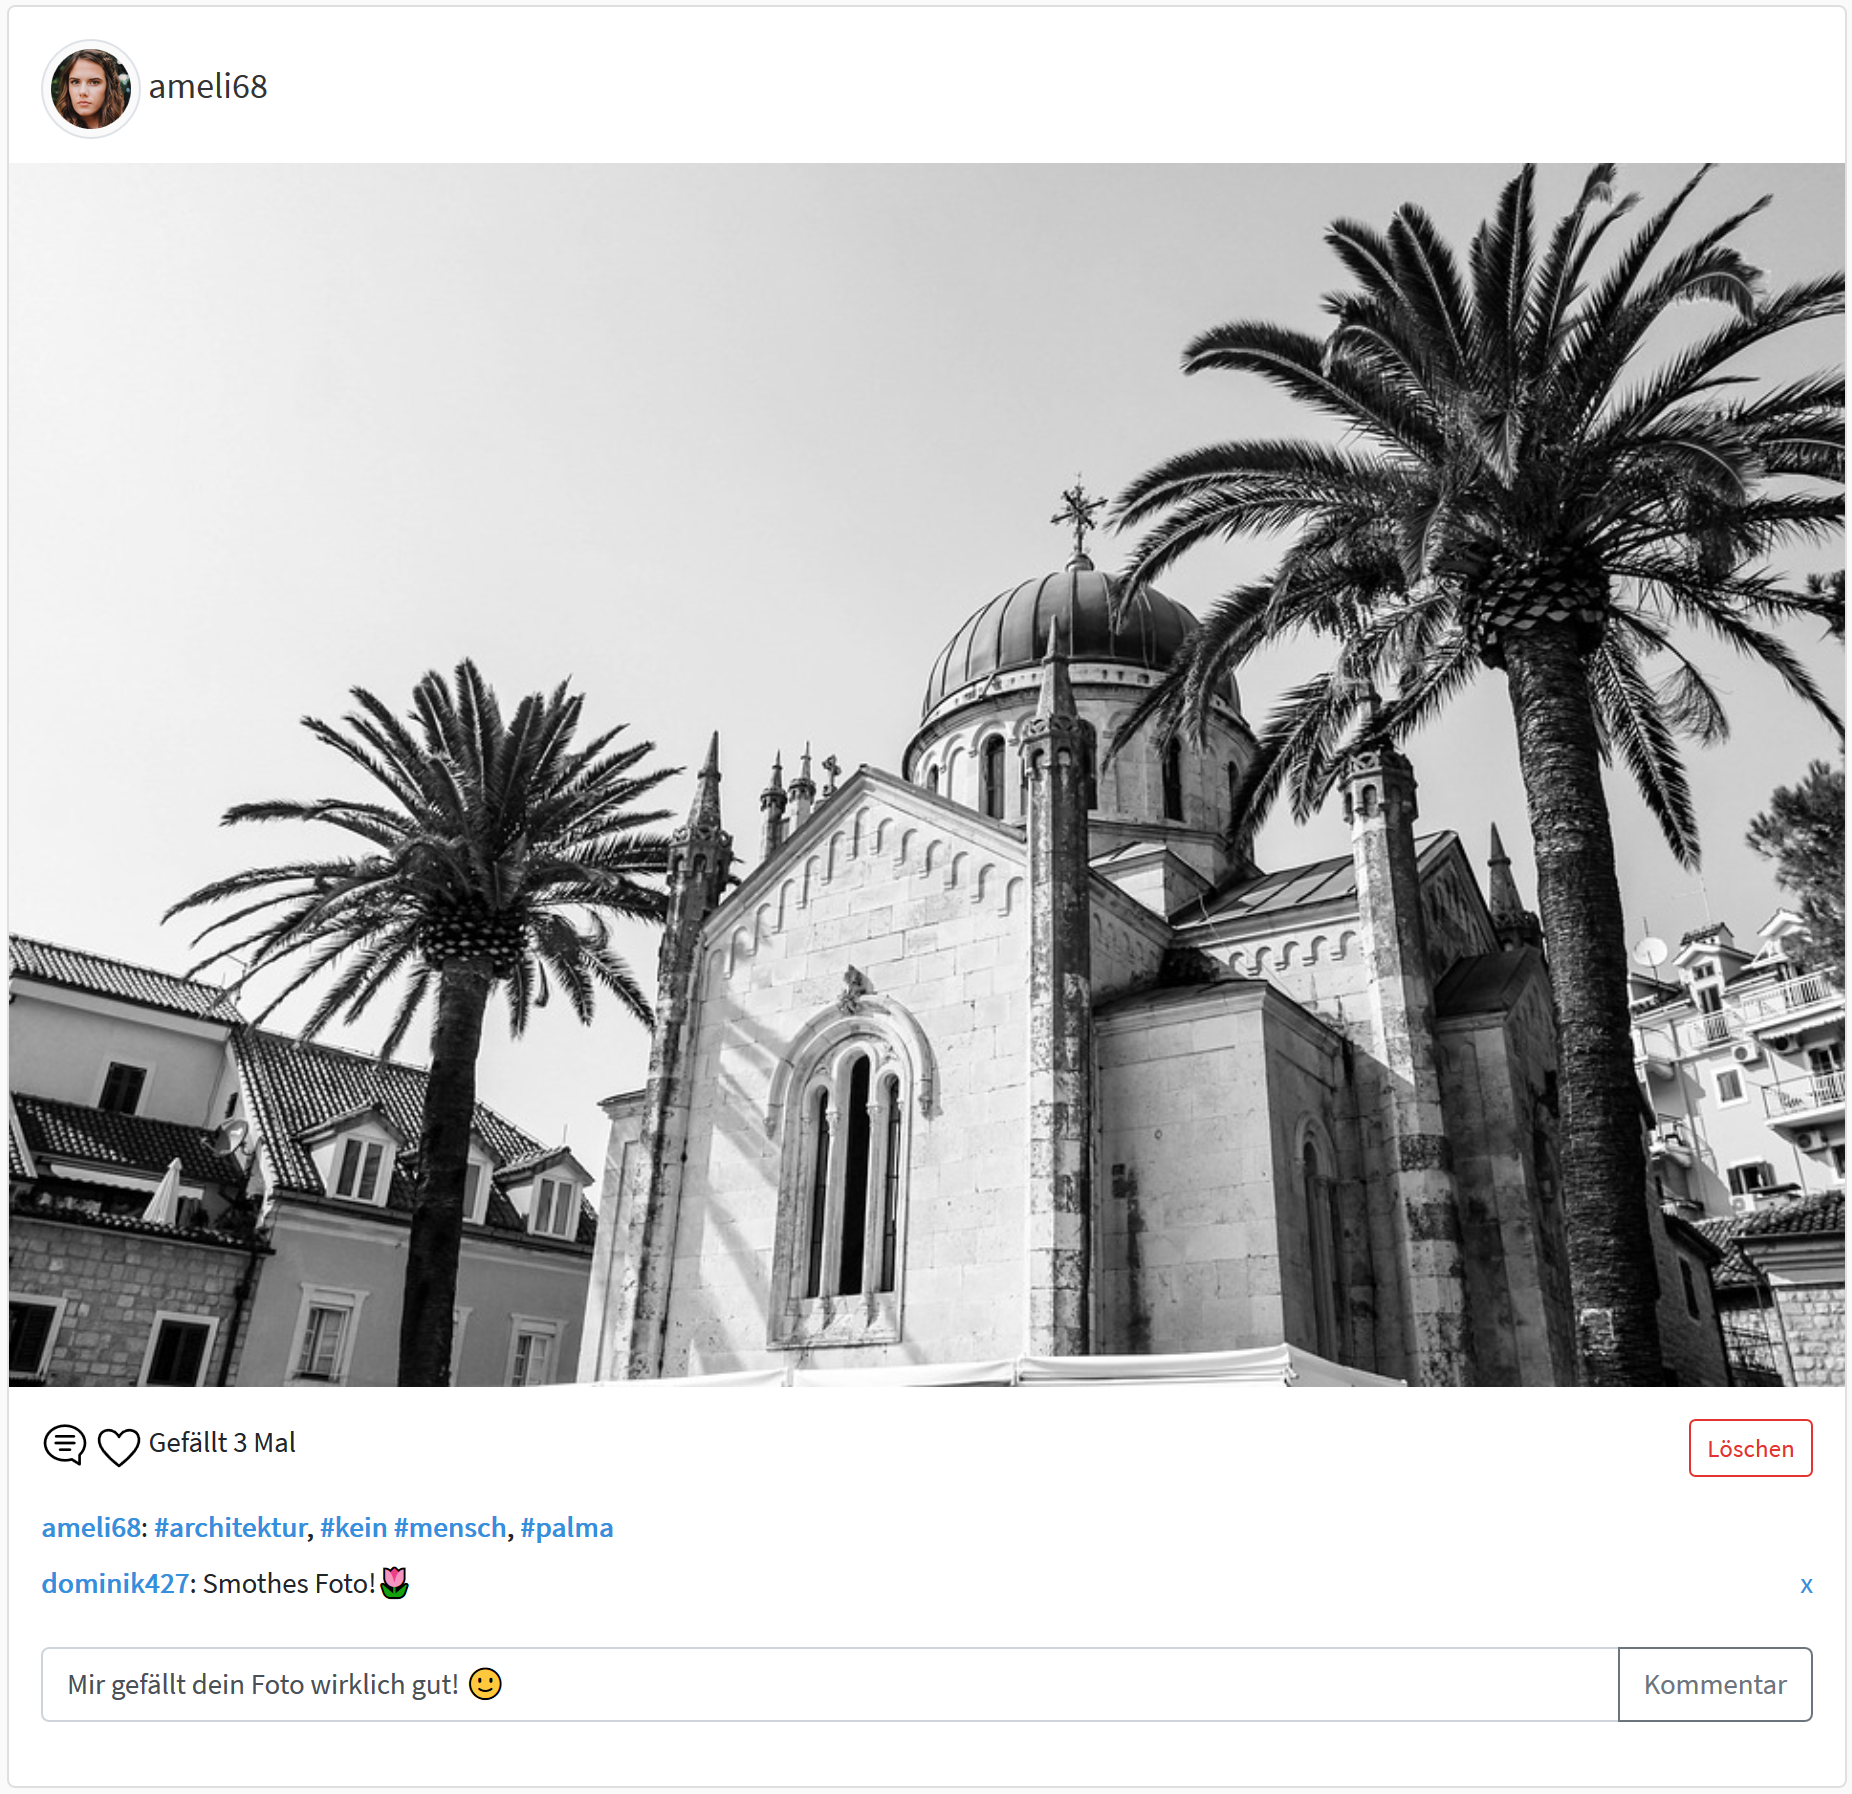 ameli68
Gefällt 3 Mal
Löschen
ameli68: #architektur, #kein #mensch, #palma
dominik427: Smothes Foto!🌷
x
Mir gefällt dein Foto wirklich gut! 🙂
Kommentar